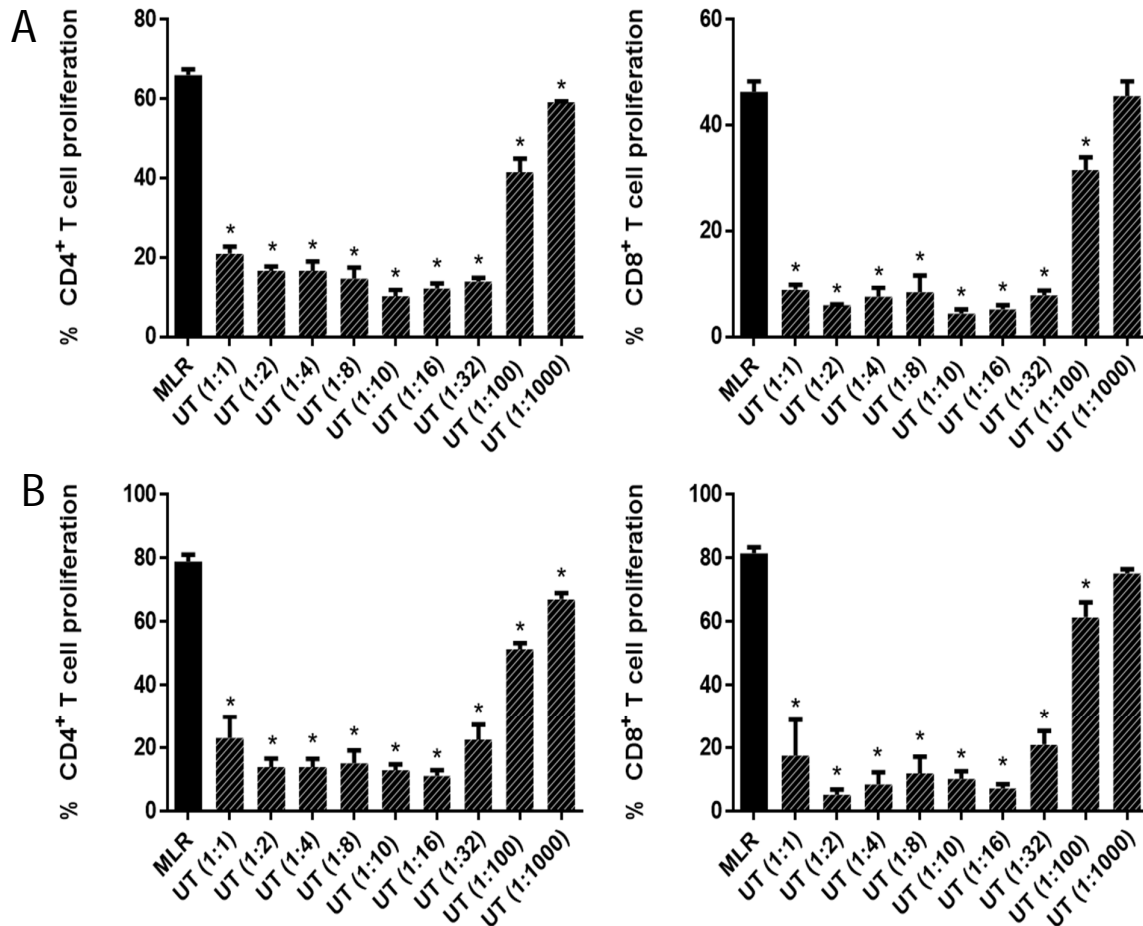 A
% CD4+ T cell proliferation
80
60
40
20
0
* * * * * * * * *
MLR
UT (1:1)
UT (1:2)
UT (1:4)
UT (1:8)
UT (1:10)
UT (1:16)
UT (1:32)
UT (1:100)
UT (1:1000)
% CD8+ T cell proliferation
60
40
20
0
* * * * * * * *
MLR
UT (1:1)
UT (1:2)
UT (1:4)
UT (1:8)
UT (1:10)
UT (1:16)
UT (1:32)
UT (1:100)
UT (1:1000)
B
% CD4+ T cell proliferation
100
80
60
40
20
0
* * * * * * * * *
MLR
UT (1:1)
UT (1:2)
UT (1:4)
UT (1:8)
UT (1:10)
UT (1:16)
UT (1:32)
UT (1:100)
UT (1:1000)
% CD8+ T cell proliferation
100
80
60
40
20
0
* * * * * * * *
MLR
UT (1:1)
UT (1:2)
UT (1:4)
UT (1:8)
UT (1:10)
UT (1:16)
UT (1:32)
UT (1:100)
UT (1:1000)